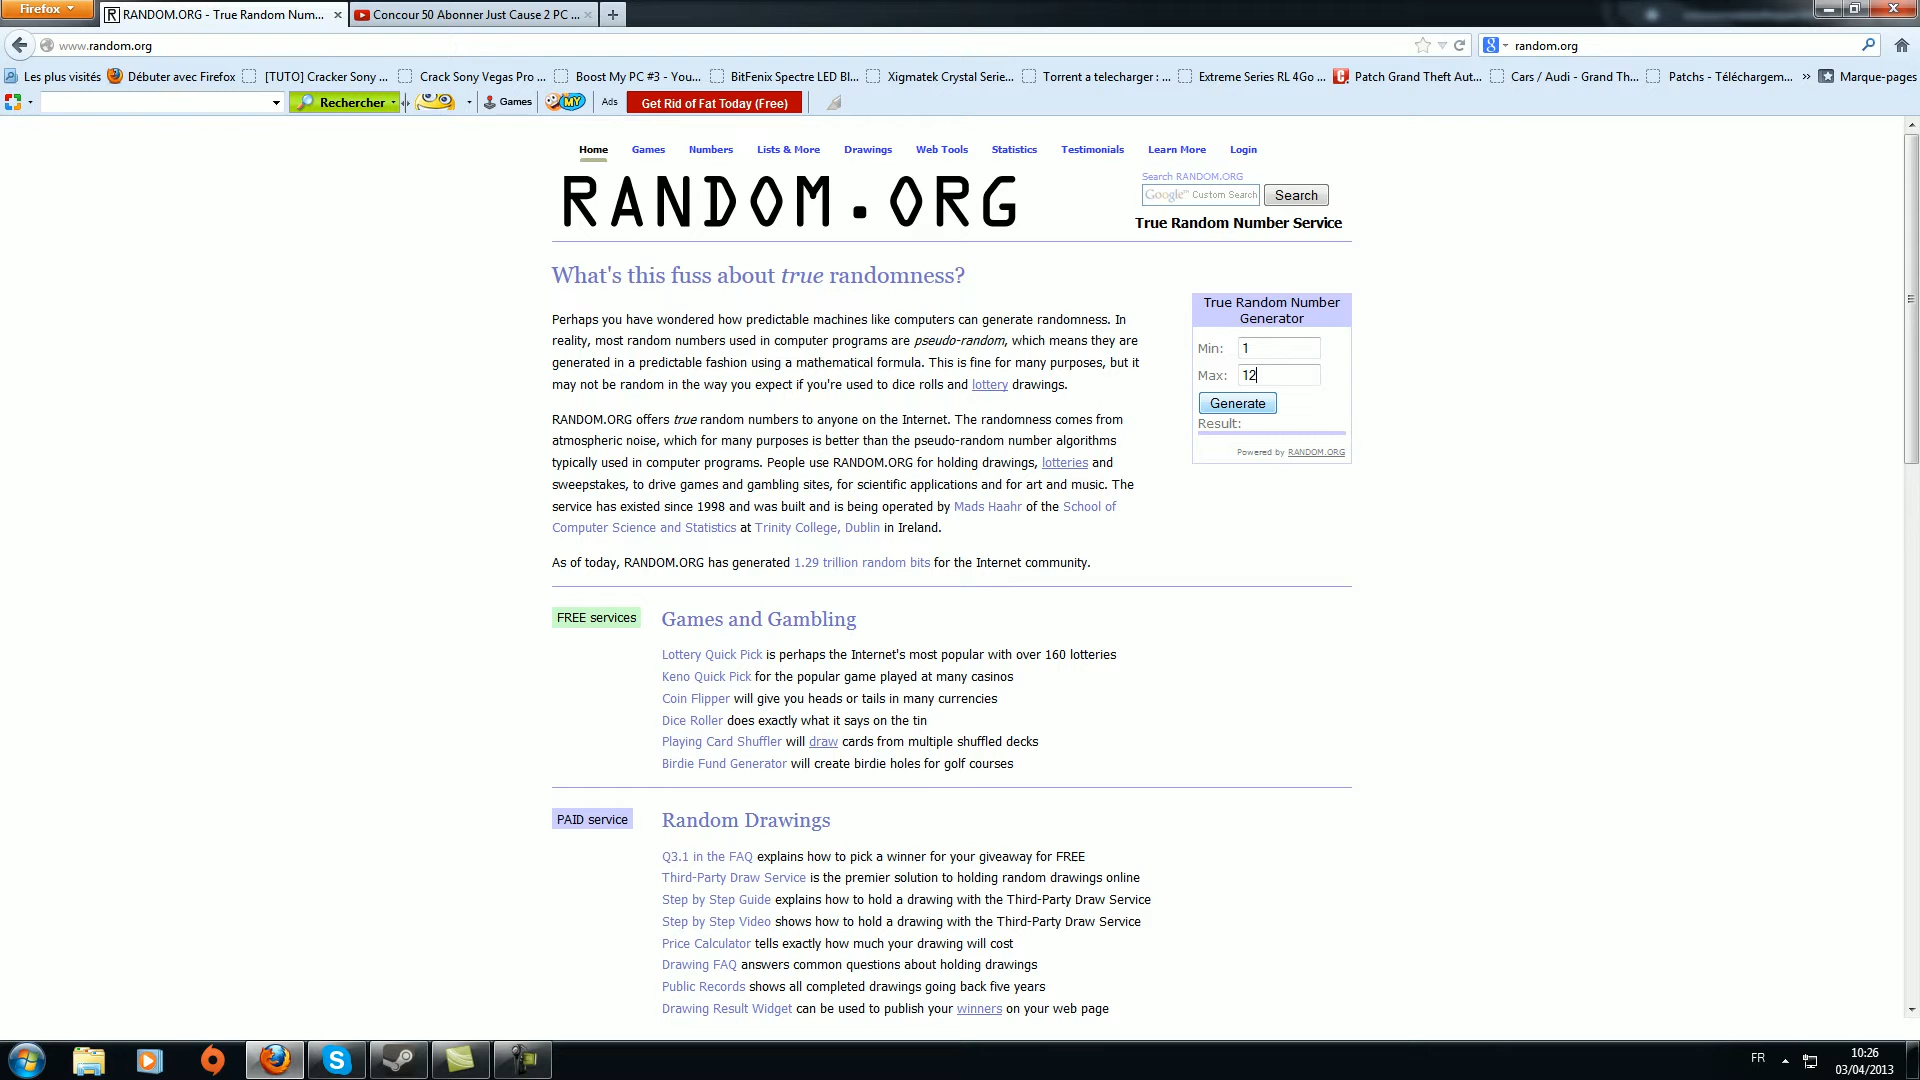 Firefox
RANDOM.ORG - True Random Num...
Concour 50 Abonner Just Cause 2 PC ...
www.random.org
random.org
Les plus visités
Débuter avec Firefox
[TUTO] Cracker Sony ...
Crack Sony Vegas Pro ...
Boost My PC #3 - You...
BitFenix Spectre LED Bl...
Xigmatek Crystal Serie...
Torrent a telecharger : ...
Extreme Series RL 4Go ...
Patch Grand Theft Aut...
Cars / Audi - Grand Th...
Patchs - Téléchargem...
Marque-pages
Rechercher
Games
MY
Ads
Get Rid of Fat Today (Free)
Home Games Numbers Lists & More Drawings Web Tools Statistics Testimonials Learn More Login
RANDOM.ORG
Search RANDOM.ORG
Google™ Custom Search
Search
True Random Number Service
What's this fuss about true randomness?
Perhaps you have wondered how predictable machines like computers can generate randomness. In
reality, most random numbers used in computer programs are pseudo-random, which means they are
generated in a predictable fashion using a mathematical formula. This is fine for many purposes, but it
may not be random in the way you expect if you're used to dice rolls and lottery drawings.
RANDOM.ORG offers true random numbers to anyone on the Internet. The randomness comes from
atmospheric noise, which for many purposes is better than the pseudo-random number algorithms
typically used in computer programs. People use RANDOM.ORG for holding drawings, lotteries and
sweepstakes, to drive games and gambling sites, for scientific applications and for art and music. The
service has existed since 1998 and was built and is being operated by Mads Haahr of the School of
Computer Science and Statistics at Trinity College, Dublin in Ireland.
As of today, RANDOM.ORG has generated 1.29 trillion random bits for the Internet community.
True Random Number
Generator
Min: 1
Max: 12
Generate
Result:
Powered by RANDOM.ORG
FREE services
Games and Gambling
Lottery Quick Pick is perhaps the Internet's most popular with over 160 lotteries
Keno Quick Pick for the popular game played at many casinos
Coin Flipper will give you heads or tails in many currencies
Dice Roller does exactly what it says on the tin
Playing Card Shuffler will draw cards from multiple shuffled decks
Birdie Fund Generator will create birdie holes for golf courses
PAID service
Random Drawings
Q3.1 in the FAQ explains how to pick a winner for your giveaway for FREE
Third-Party Draw Service is the premier solution to holding random drawings online
Step by Step Guide explains how to hold a drawing with the Third-Party Draw Service
Step by Step Video shows how to hold a drawing with the Third-Party Draw Service
Price Calculator tells exactly how much your drawing will cost
Drawing FAQ answers common questions about holding drawings
Public Records shows all completed drawings going back five years
Drawing Result Widget can be used to publish your winners on your web page
FR
10:26
03/04/2013